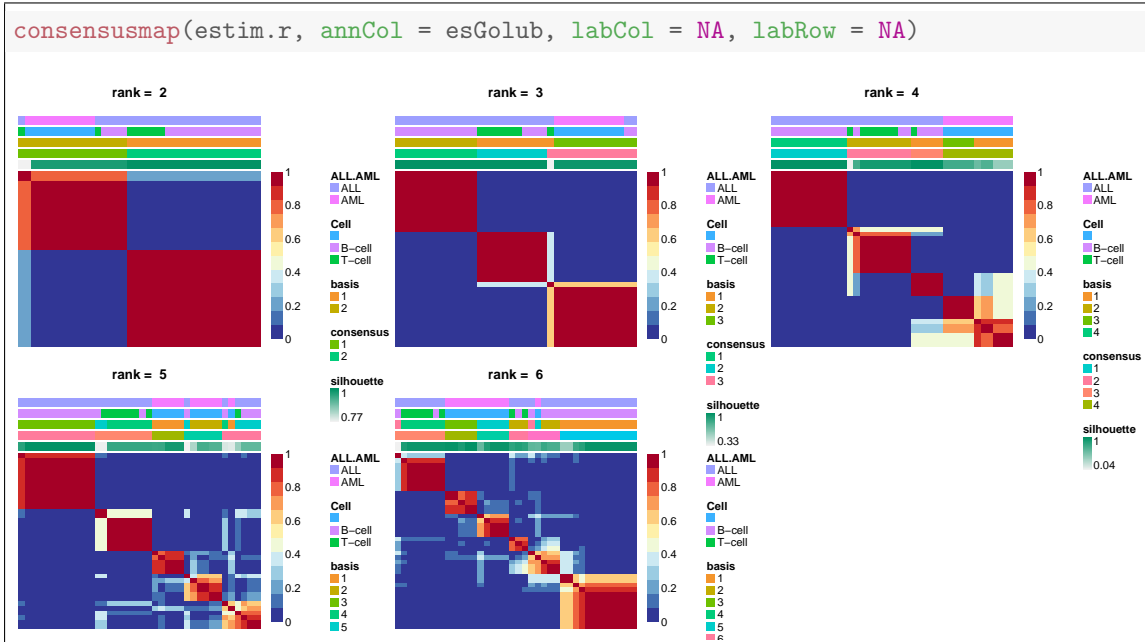 consensusmap(estim.r, annCol = esGolub, labCol = NA, labRow = NA)
rank = 2
1
0.8
0.6
0.4
0.2
0
ALL.AML
ALL
AML
Cell
B−cell
T−cell
basis
1
2
consensus
1
2
silhouette
1
0.77
rank = 3
1
0.8
0.6
0.4
0.2
0
ALL.AML
ALL
AML
Cell
B−cell
T−cell
basis
1
2
3
consensus
1
2
3
silhouette
1
0.33
rank = 4
1
0.8
0.6
0.4
0.2
0
ALL.AML
ALL
AML
Cell
B−cell
T−cell
basis
1
2
3
4
consensus
1
2
3
4
silhouette
1
0.04
rank = 5
1
0.8
0.6
0.4
0.2
0
ALL.AML
ALL
AML
Cell
B−cell
T−cell
basis
1
2
3
4
5
rank = 6
1
0.8
0.6
0.4
0.2
0
ALL.AML
ALL
AML
Cell
B−cell
T−cell
basis
1
2
3
4
5
6